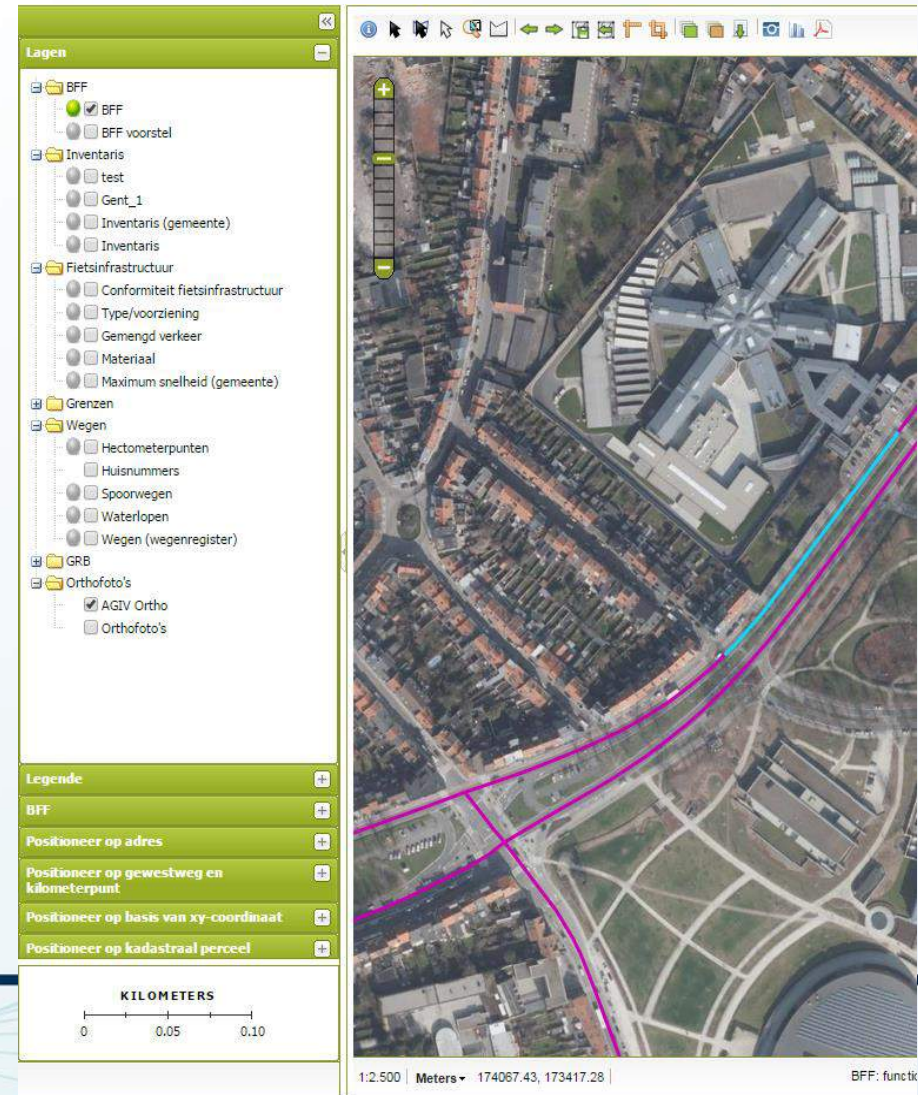 Lagen
BFF
BFF
BFF voorstel
Inventaris
test
Gent_1
Inventaris (gemeente)
Inventaris
Fietsinfrastructuur
Conformiteit fietsinfrastructuur
Type/voorziening
Gemengd verkeer
Materiaal
Maximum snelheid (gemeente)
Grenzen
Wegen
Hectometerpunten
Huisnummers
Spoorwegen
Waterlopen
Wegen (wegenregister)
GRB
Orthofoto's
AGIV Ortho
Orthofoto's
Legende
BFF
Positioneer op adres
Positioneer op gewestweg en
kilometerpunt
Positioneer op basis van xy-coordinaat
Positioneer op kadastraal perceel
KILOMETERS
0 0.05 0.10
1:2.500 Meters 174067.43, 173417.28 BFF: functio